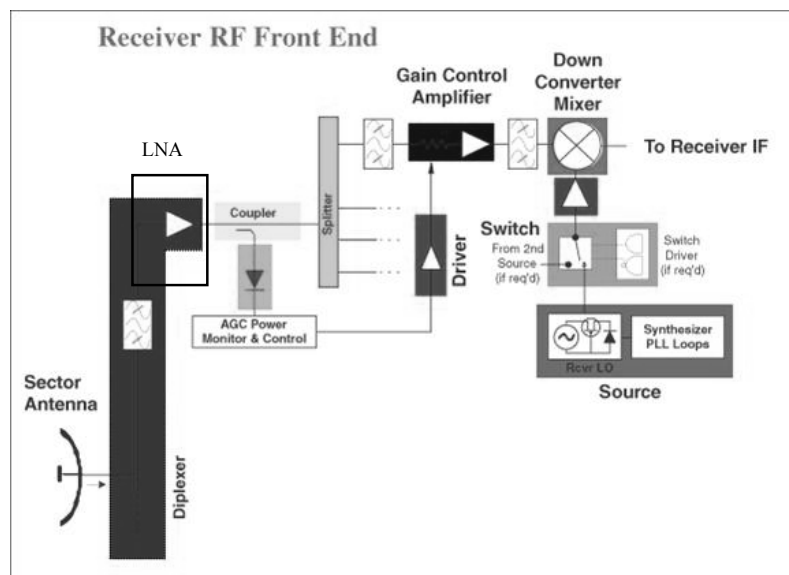 Receiver RF Front End
Gain Control
Amplifier
Down
Converter
Mixer
LNA
To Receiver IF
Coupler
Splitter
Switch
From 2nd
Source
(if req'd)
Switch
Driver
(if req'd)
Driver
AGC Power
Monitor & Control
Synthesizer
PLL Loops
Rcvr LO
Source
Sector
Antenna
Diplexer